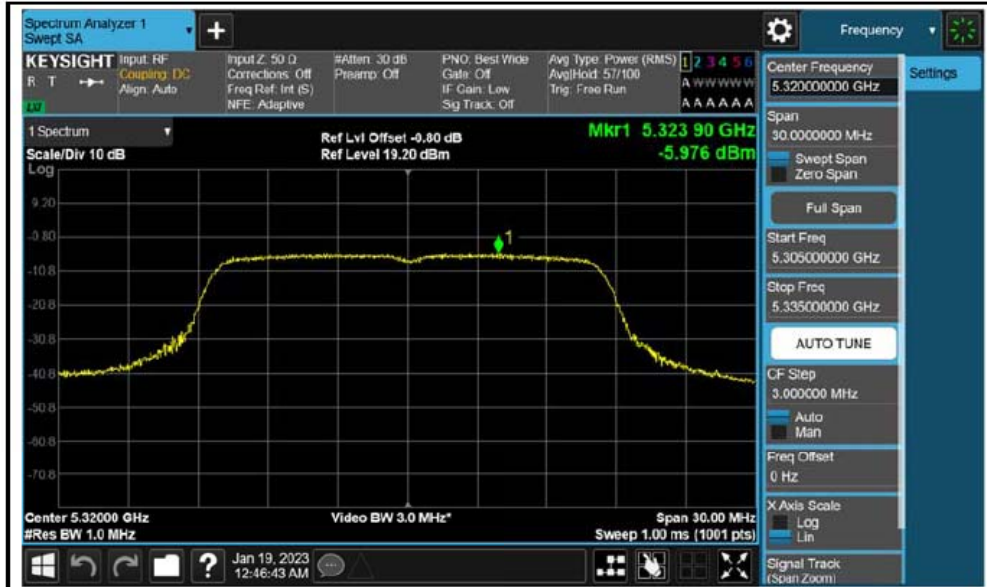 Spectrum Analyzer 1
Swept SA
Frequency
KEYSIGHT
R T
LXI
Input: RF
Coupling: DC
Align: Auto
Input Z: 50 Ω
Corrections: Off
Freq Ref: Int (S)
NFE: Adaptive
#Atten: 30 dB
Preamp: Off
PNO: Best Wide
Gate: Off
IF Gain: Low
Sig Track: Off
Avg Type: Power (RMS)
Avg|Hold: 57/100
Trig: Free Run
1 2 3 4 5 6
A W W W W W
A A A A A A
1 Spectrum
Scale/Div 10 dB
Log
Ref Lvl Offset -0.80 dB
Ref Level 19.20 dBm
Mkr1 5.323 90 GHz
-5.976 dBm
9.20
-0.80
-10.8
-20.8
-30.8
-40.8
-50.8
-60.8
-70.8
1
Center 5.32000 GHz
#Res BW 1.0 MHz
Video BW 3.0 MHz*
Span 30.00 MHz
Sweep 1.00 ms (1001 pts)
?
Jan 19, 2023
12:46:43 AM
Center Frequency
5.320000000 GHz
Span
30.0000000 MHz
Swept Span
Zero Span
Full Span
Start Freq
5.305000000 GHz
Stop Freq
5.335000000 GHz
AUTO TUNE
CF Step
3.000000 MHz
Auto
Man
Freq Offset
0 Hz
X Axis Scale
Log
Lin
Signal Track
(Span Zoom)
Settings